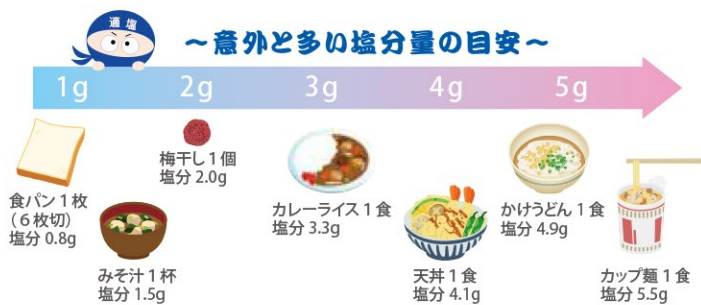 適塩
～意外と多い塩分量の目安～
1g 2g 3g 4g 5g
食パン1枚
（6枚切）
塩分 0.8g
みそ汁1杯
塩分 1.5g
梅干し1個
塩分 2.0g
カレーライス1食
塩分 3.3g
天丼1食
塩分 4.1g
かけうどん1食
塩分 4.9g
カップ麺1食
塩分 5.5g